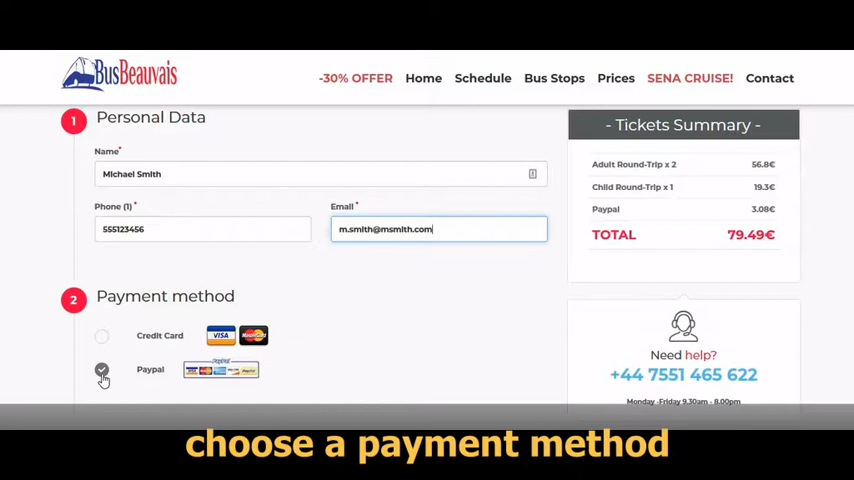 BusBeauvais
-30% OFFER Home Schedule Bus Stops Prices SENA CRUISE! Contact
1 Personal Data
Name*
Michael Smith
Phone (1) * Email *
555123456 m.smith@msmith.com
2 Payment method
Credit Card VISA MasterCard
Paypal PayPal
- Tickets Summary -
Adult Round-Trip x 2 56.8€
Child Round-Trip x 1 19.3€
Paypal 3.08€
TOTAL 79.49€
Need help?
+44 7551 465 622
Monday -Friday 9.30am - 8.00pm
choose a payment method